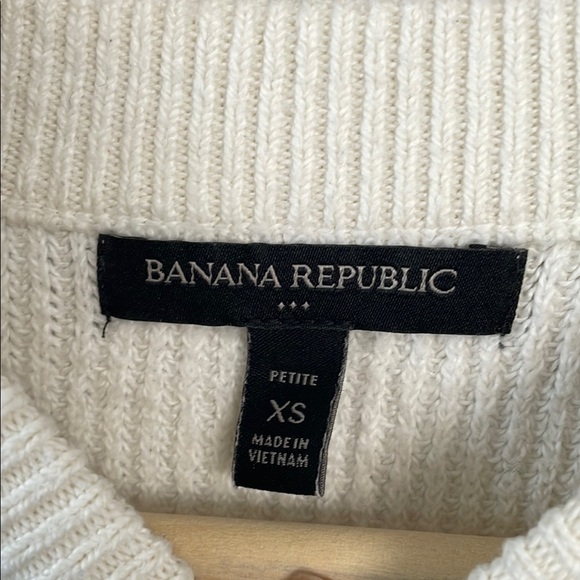 BANANA REPUBLIC
PETITE
XS
MADE IN
VIETNAM